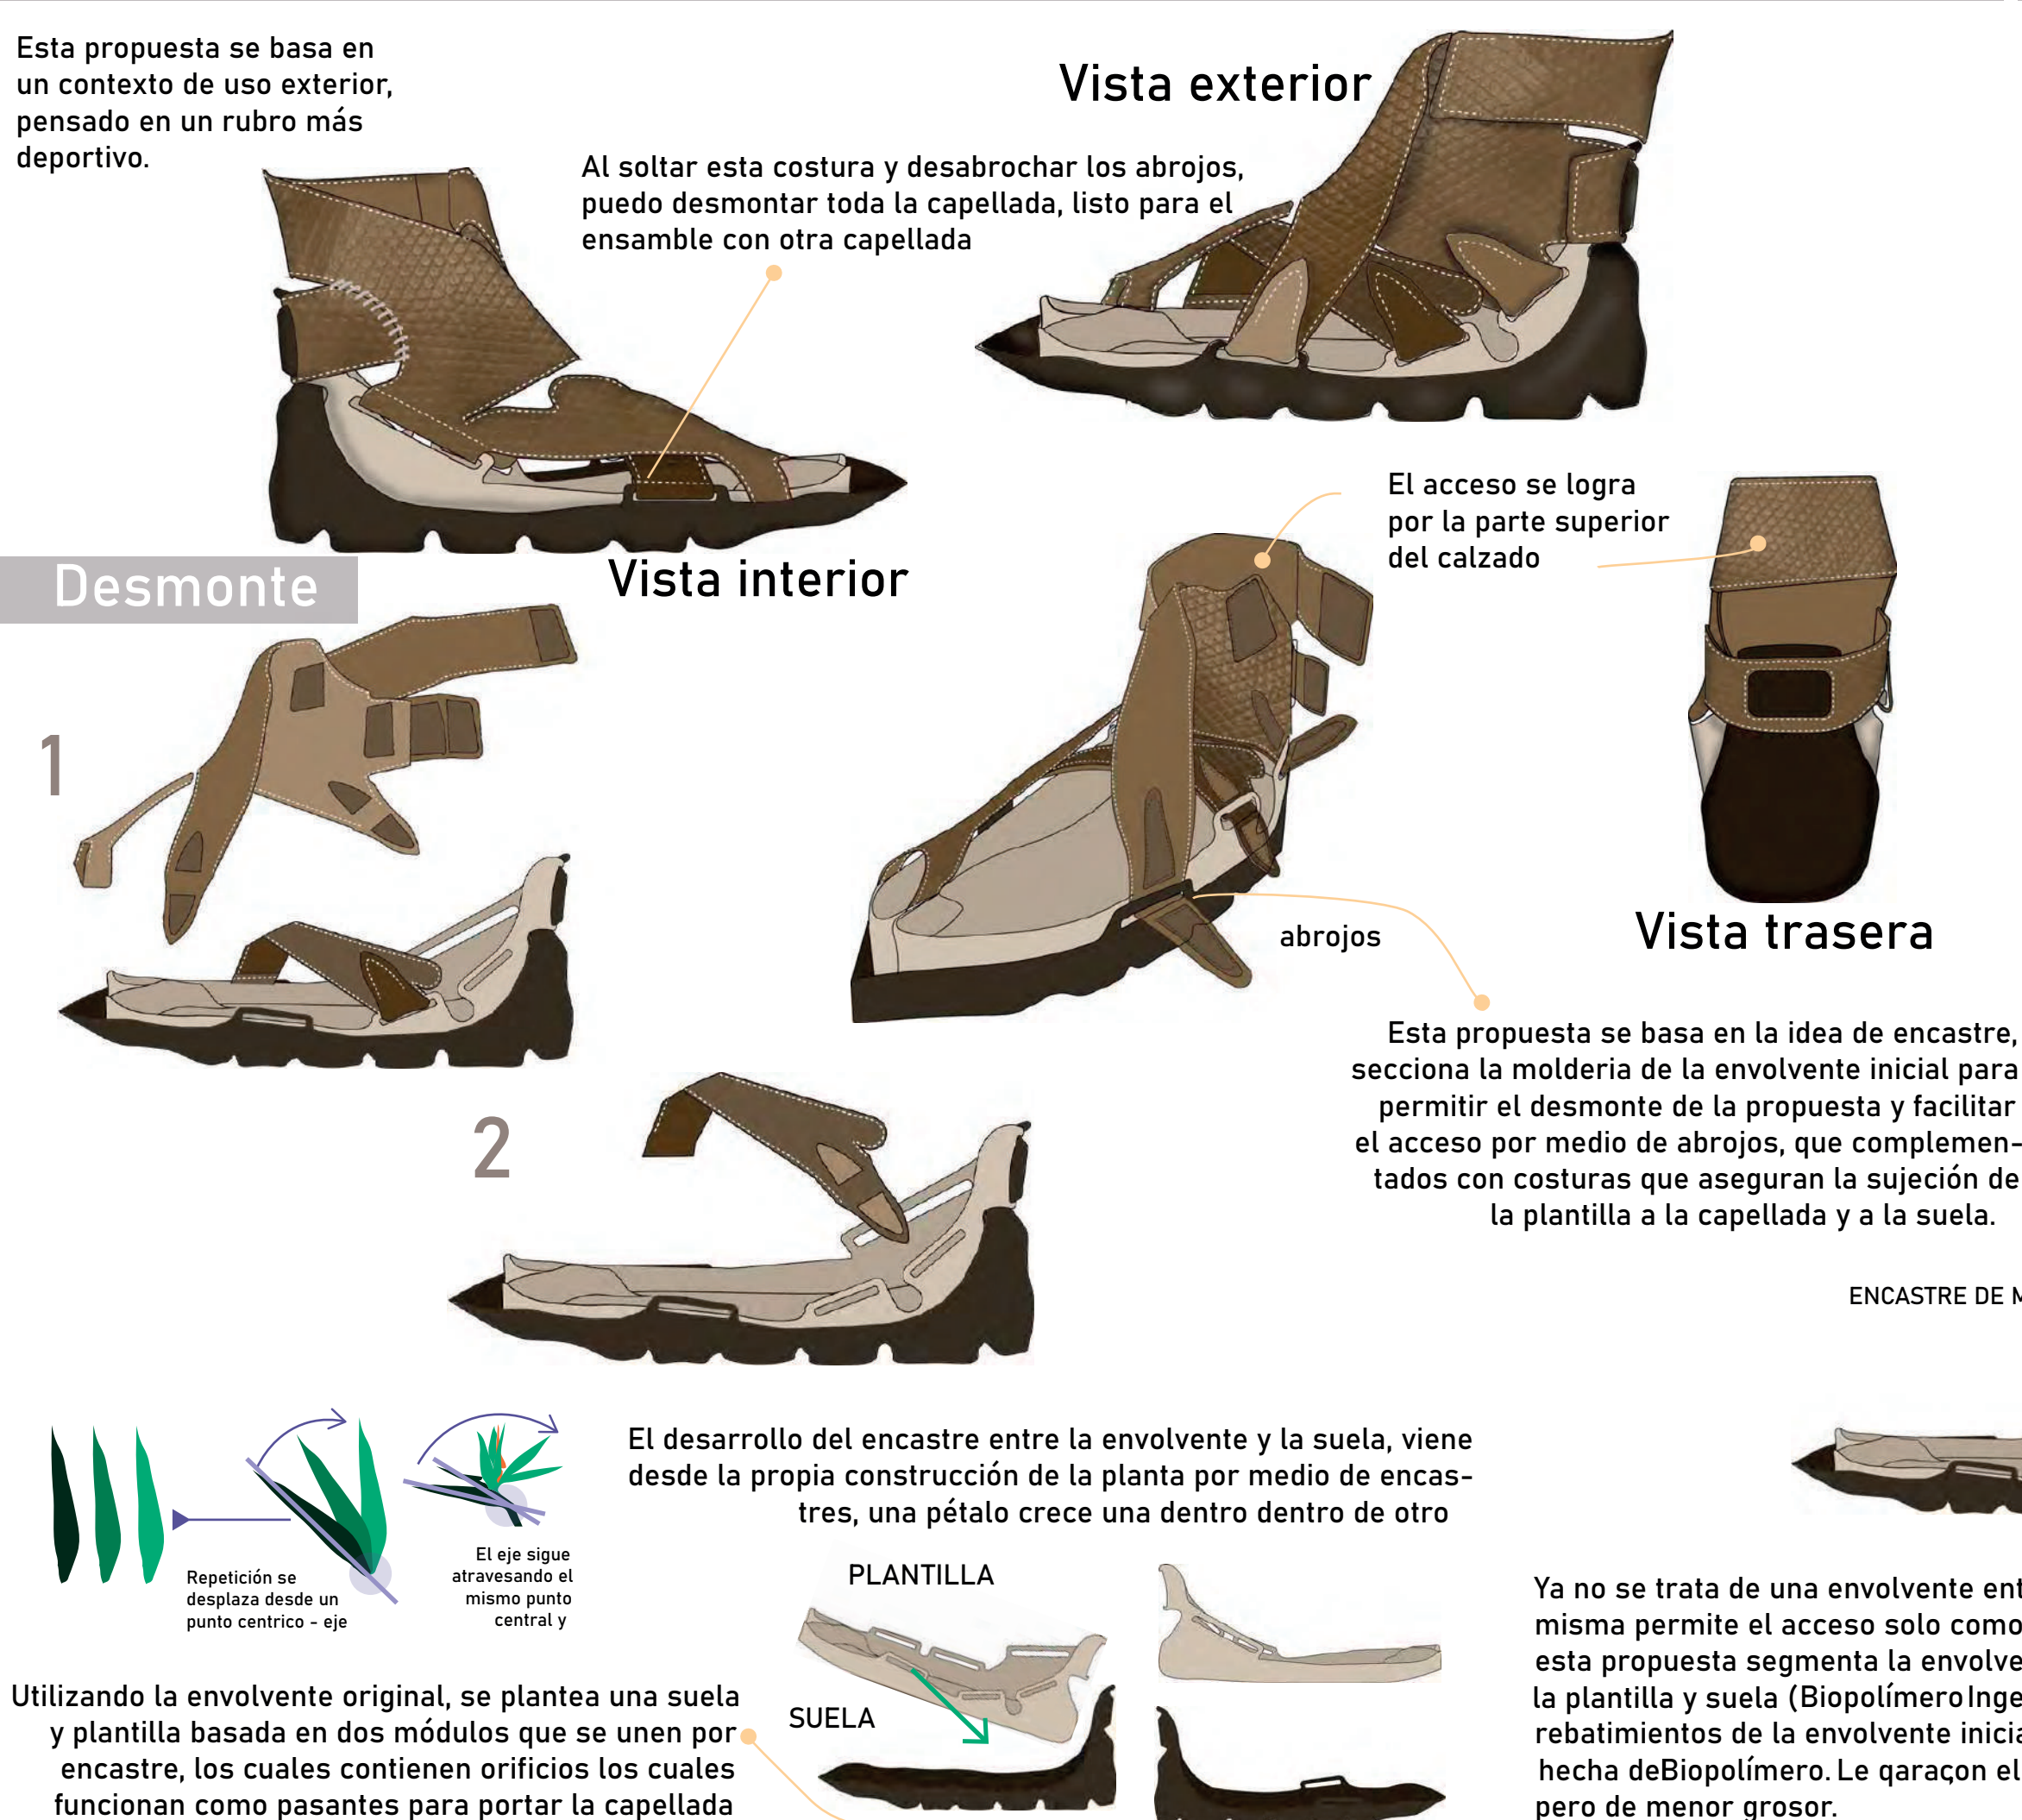 Esta propuesta se basa en
un contexto de uso exterior,
pensado en un rubro más
deportivo.
Vista exterior
Al soltar esta costura y desabrochar los abrojos,
puedo desmontar toda la capellada, listo para el
ensamble con otra capellada
El acceso se logra
por la parte superior
del calzado
Desmonte
Vista interior
1
abrojos
Vista trasera
Esta propuesta se basa en la idea de encastre,
secciona la molderia de la envolvente inicial para
permitir el desmonte de la propuesta y facilitar
el acceso por medio de abrojos, que complemen-
tados con costuras que aseguran la sujeción de
la plantilla a la capellada y a la suela.
2
ENCASTRE DE M
El desarrollo del encastre entre la envolvente y la suela, viene
desde la propia construcción de la planta por medio de encas-
tres, una pétalo crece una dentro dentro de otro
Repetición se
desplaza desde un
punto centrico - eje
El eje sigue
atravesando el
mismo punto
central y
PLANTILLA
SUELA
Utilizando la envolvente original, se plantea una suela
y plantilla basada en dos módulos que se unen por
encastre, los cuales contienen orificios los cuales
funcionan como pasantes para portar la capellada
Ya no se trata de una envolvente ent
misma permite el acceso solo como
esta propuesta segmenta la envolve
la plantilla y suela (Biopolímero Inge
rebatimientos de la envolvente inicia
hecha deBiopolímero. Le qaraçon el
pero de menor grosor.